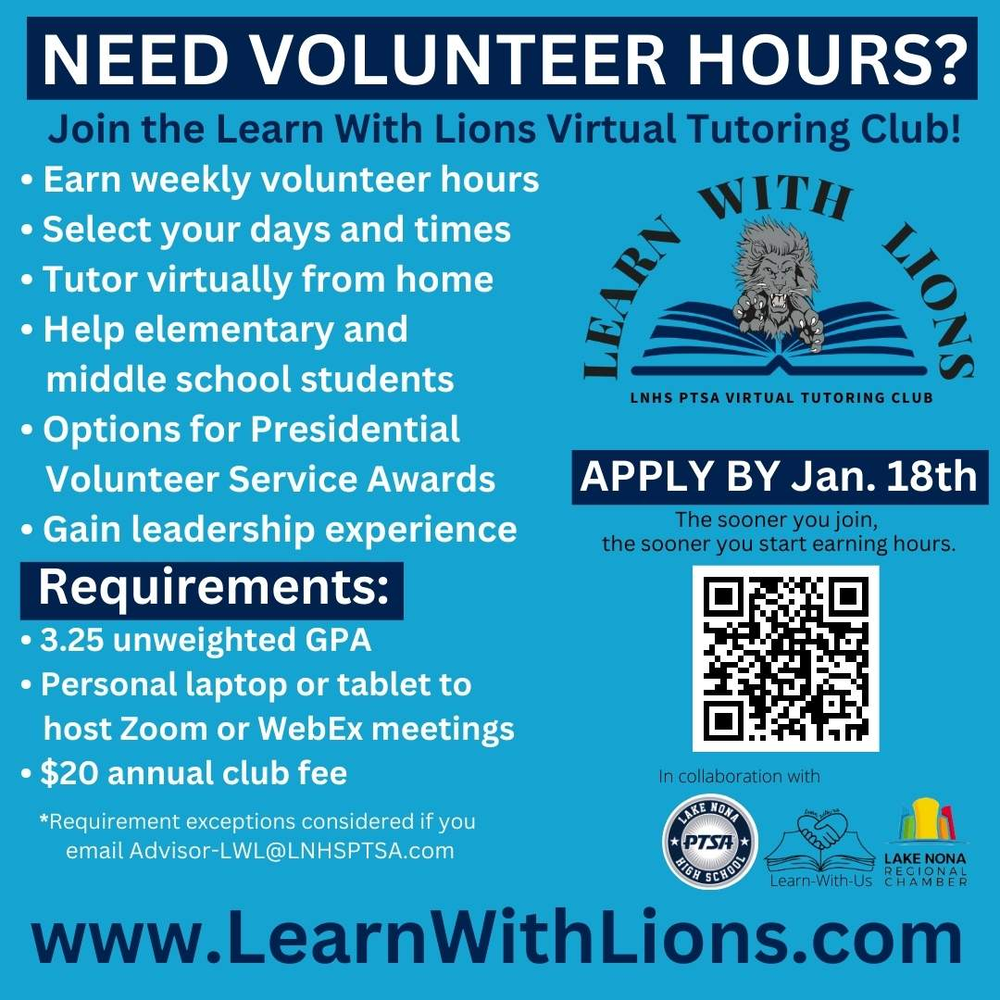 NEED VOLUNTEER HOURS?
Join the Learn With Lions Virtual Tutoring Club!
• Earn weekly volunteer hours
• Select your days and times
• Tutor virtually from home
• Help elementary and
middle school students
• Options for Presidential
Volunteer Service Awards
• Gain leadership experience
Requirements:
• 3.25 unweighted GPA
• Personal laptop or tablet to
host Zoom or WebEx meetings
• $20 annual club fee
*Requirement exceptions considered if you
email Advisor-LWL@LNHSPTSA.com
LEARN WITH LIONS
LNHS PTSA VIRTUAL TUTORING CLUB
APPLY BY Jan. 18th
The sooner you join,
the sooner you start earning hours.
In collaboration with
LAKE NONA
PTSA
HIGH SCHOOL
Learn-With-Us
LAKE NONA
REGIONAL
CHAMBER
www.LearnWithLions.com